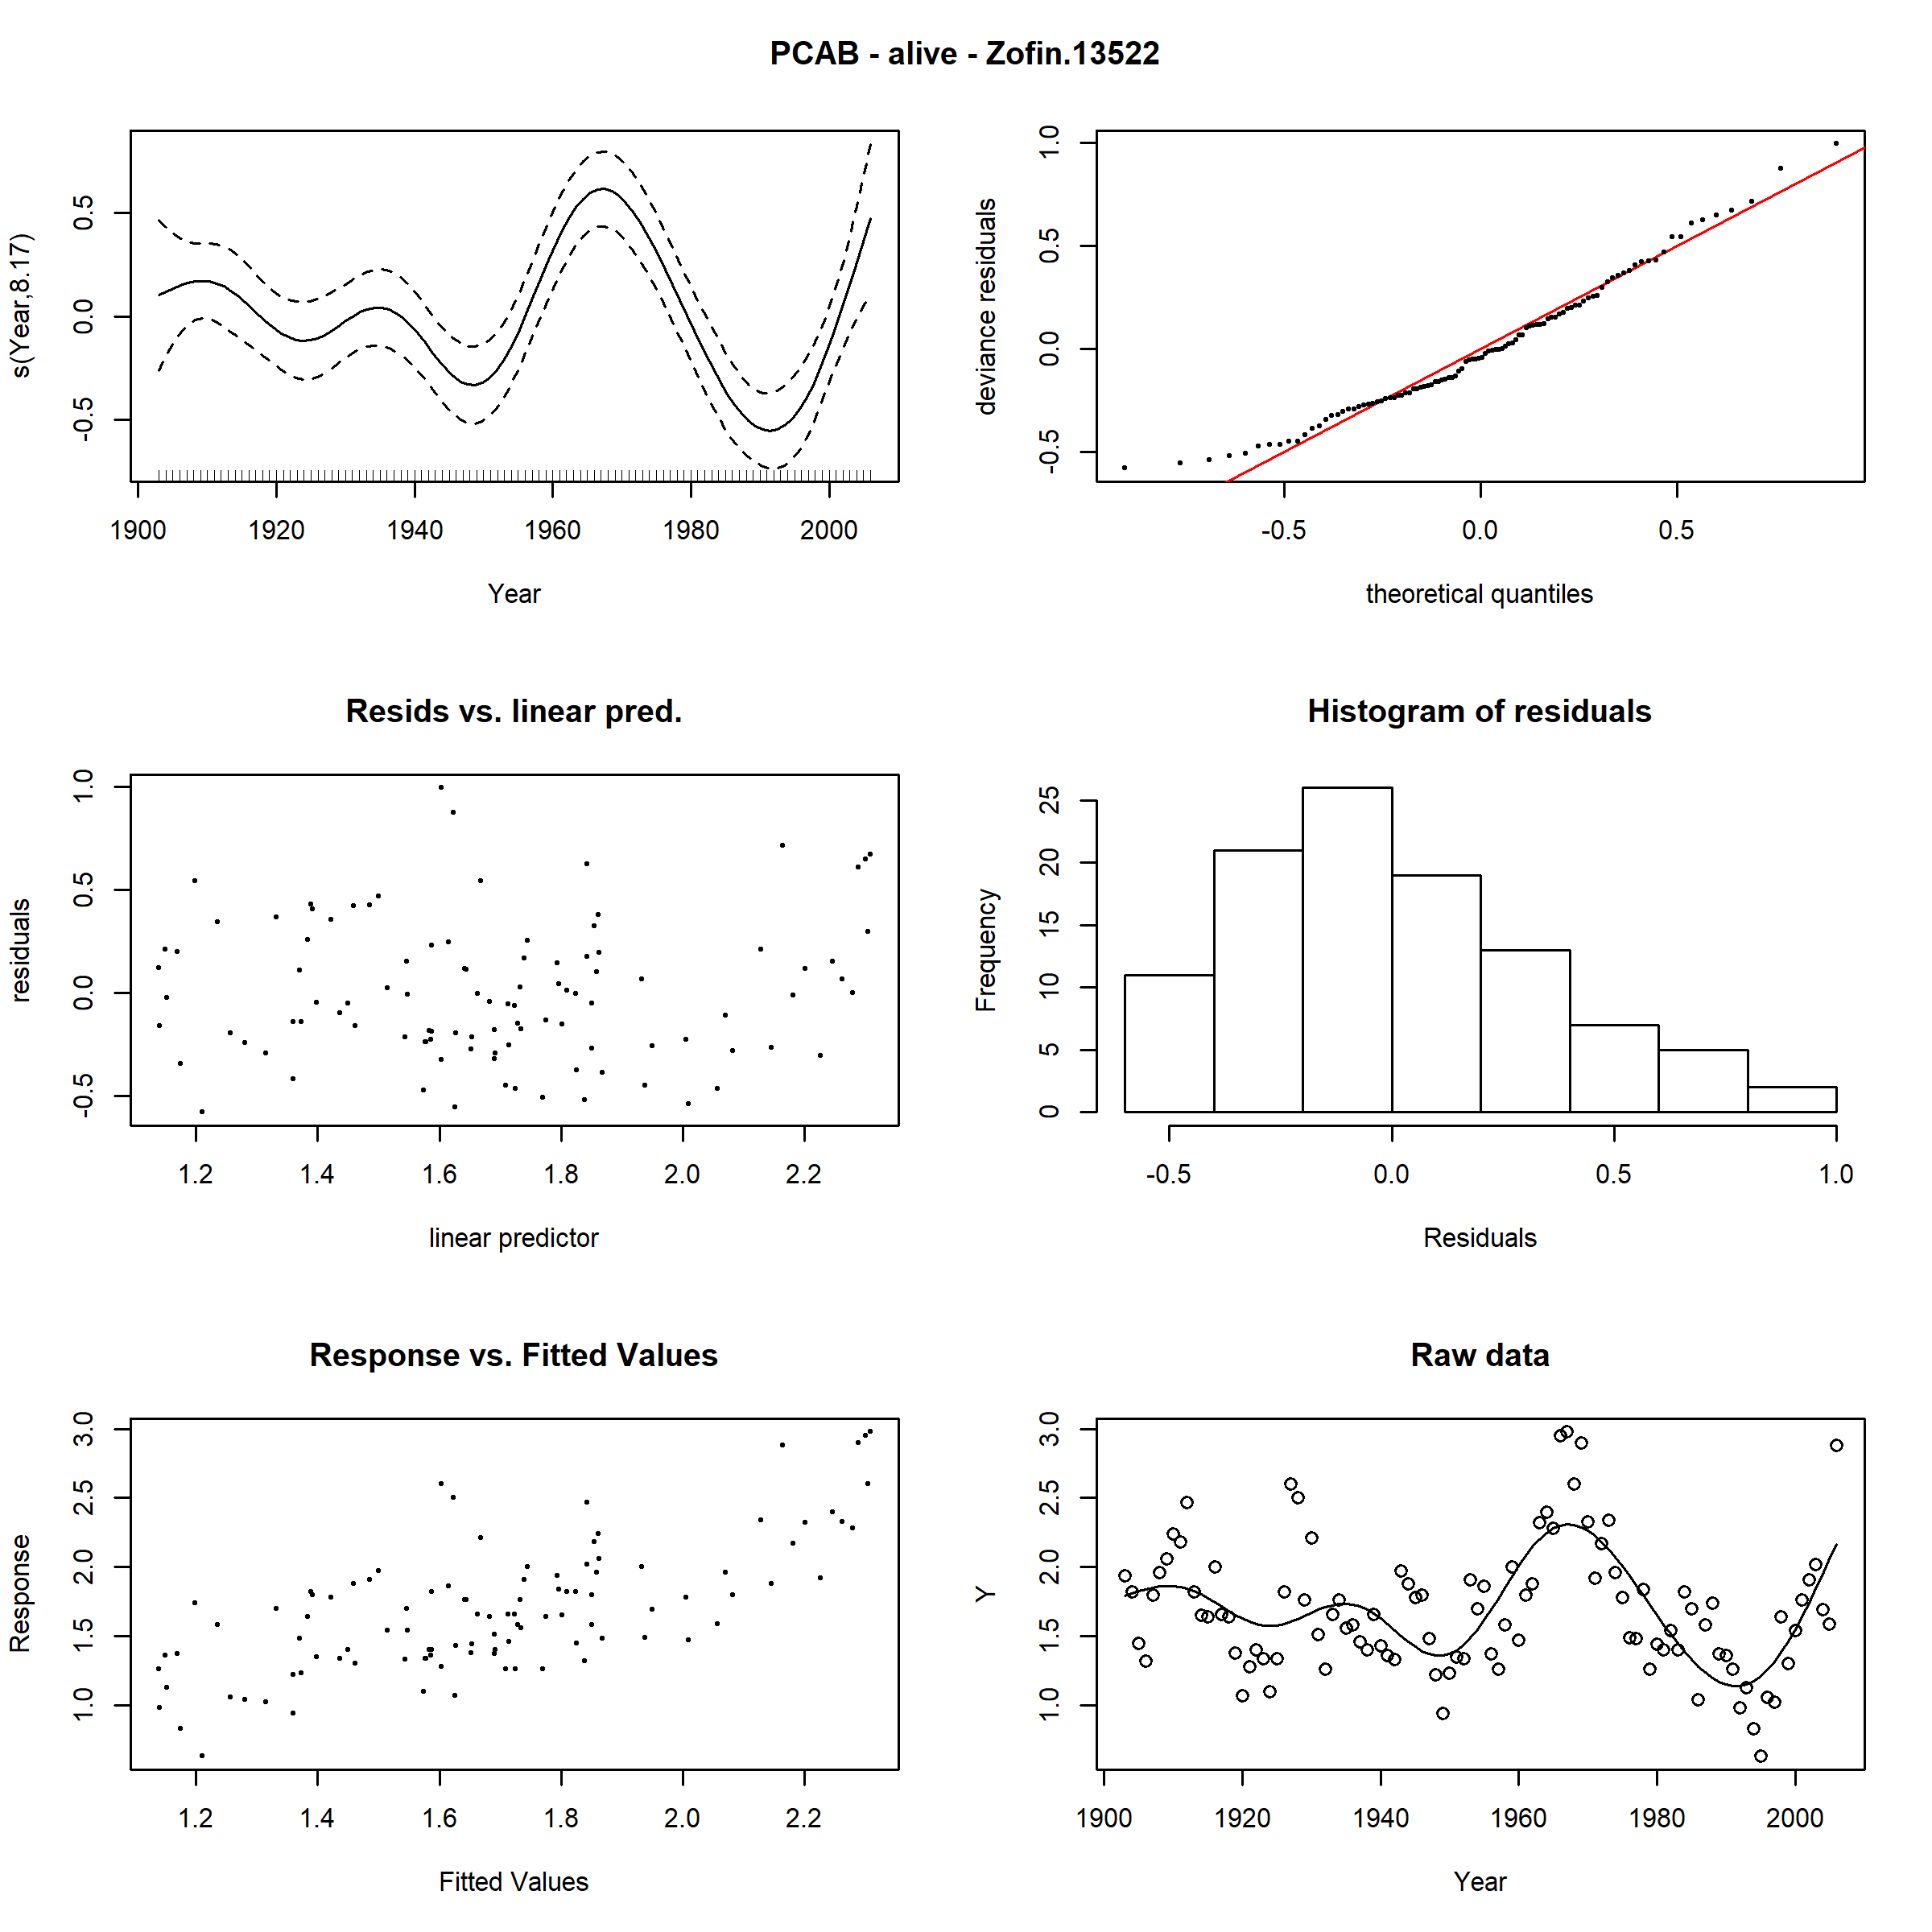 PCAB - alive - Zofin.13522
s(Year,8.17)
-0.5 0.0 0.5
1900 1920 1940 1960 1980 2000
Year
deviance residuals
-0.5 0.0 0.5 1.0
-0.5 0.0 0.5
theoretical quantiles
Resids vs. linear pred.
residuals
-0.5 0.0 0.5 1.0
1.2 1.4 1.6 1.8 2.0 2.2
linear predictor
Histogram of residuals
Frequency
0 5 10 15 20 25
-0.5 0.0 0.5 1.0
Residuals
Response vs. Fitted Values
Response
1.0 1.5 2.0 2.5 3.0
1.2 1.4 1.6 1.8 2.0 2.2
Fitted Values
Raw data
Y
1.0 1.5 2.0 2.5 3.0
1900 1920 1940 1960 1980 2000
Year